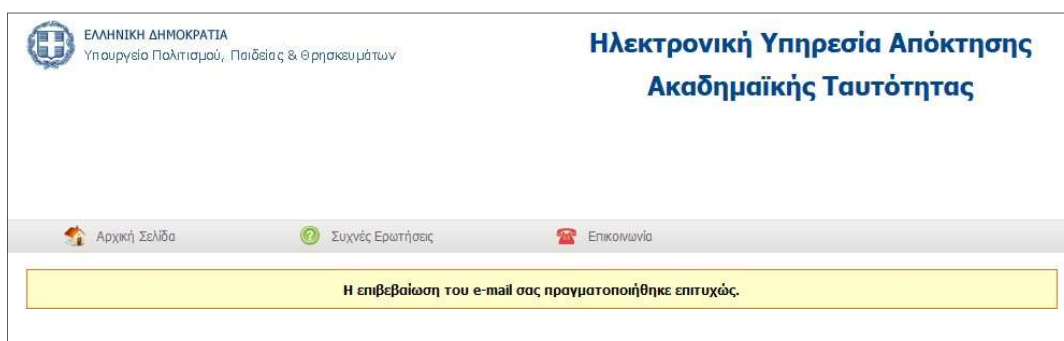 ΕΛΛΗΝΙΚΗ ΔΗΜΟΚΡΑΤΙΑ
Υπουργείο Πολιτισμού, Παιδείας & Θρησκευμάτων
Ηλεκτρονική Υπηρεσία Απόκτησης
Ακαδημαϊκής Ταυτότητας
Αρχική Σελίδα
Συχνές Ερωτήσεις
Επικοινωνία
Η επιβεβαίωση του e-mail σας πραγματοποιήθηκε επιτυχώς.